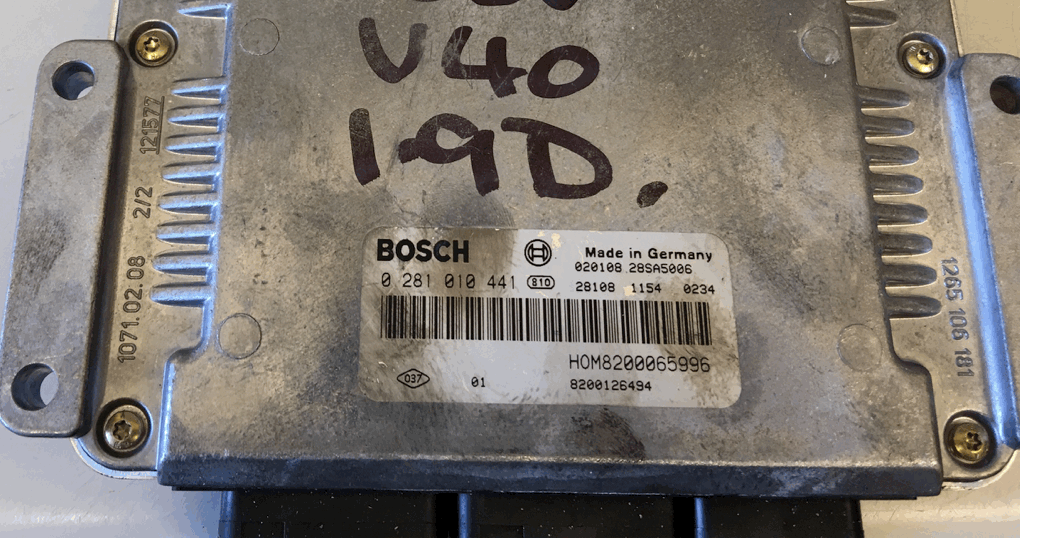 V40
1.9D.
121577
2/2
1071.02.08
1265 106 181
BOSCH
Made in Germany
020108 28SA5006
0 281 010 441 810
28108 1154 0234
HOM8200065996
037
01
8200126494